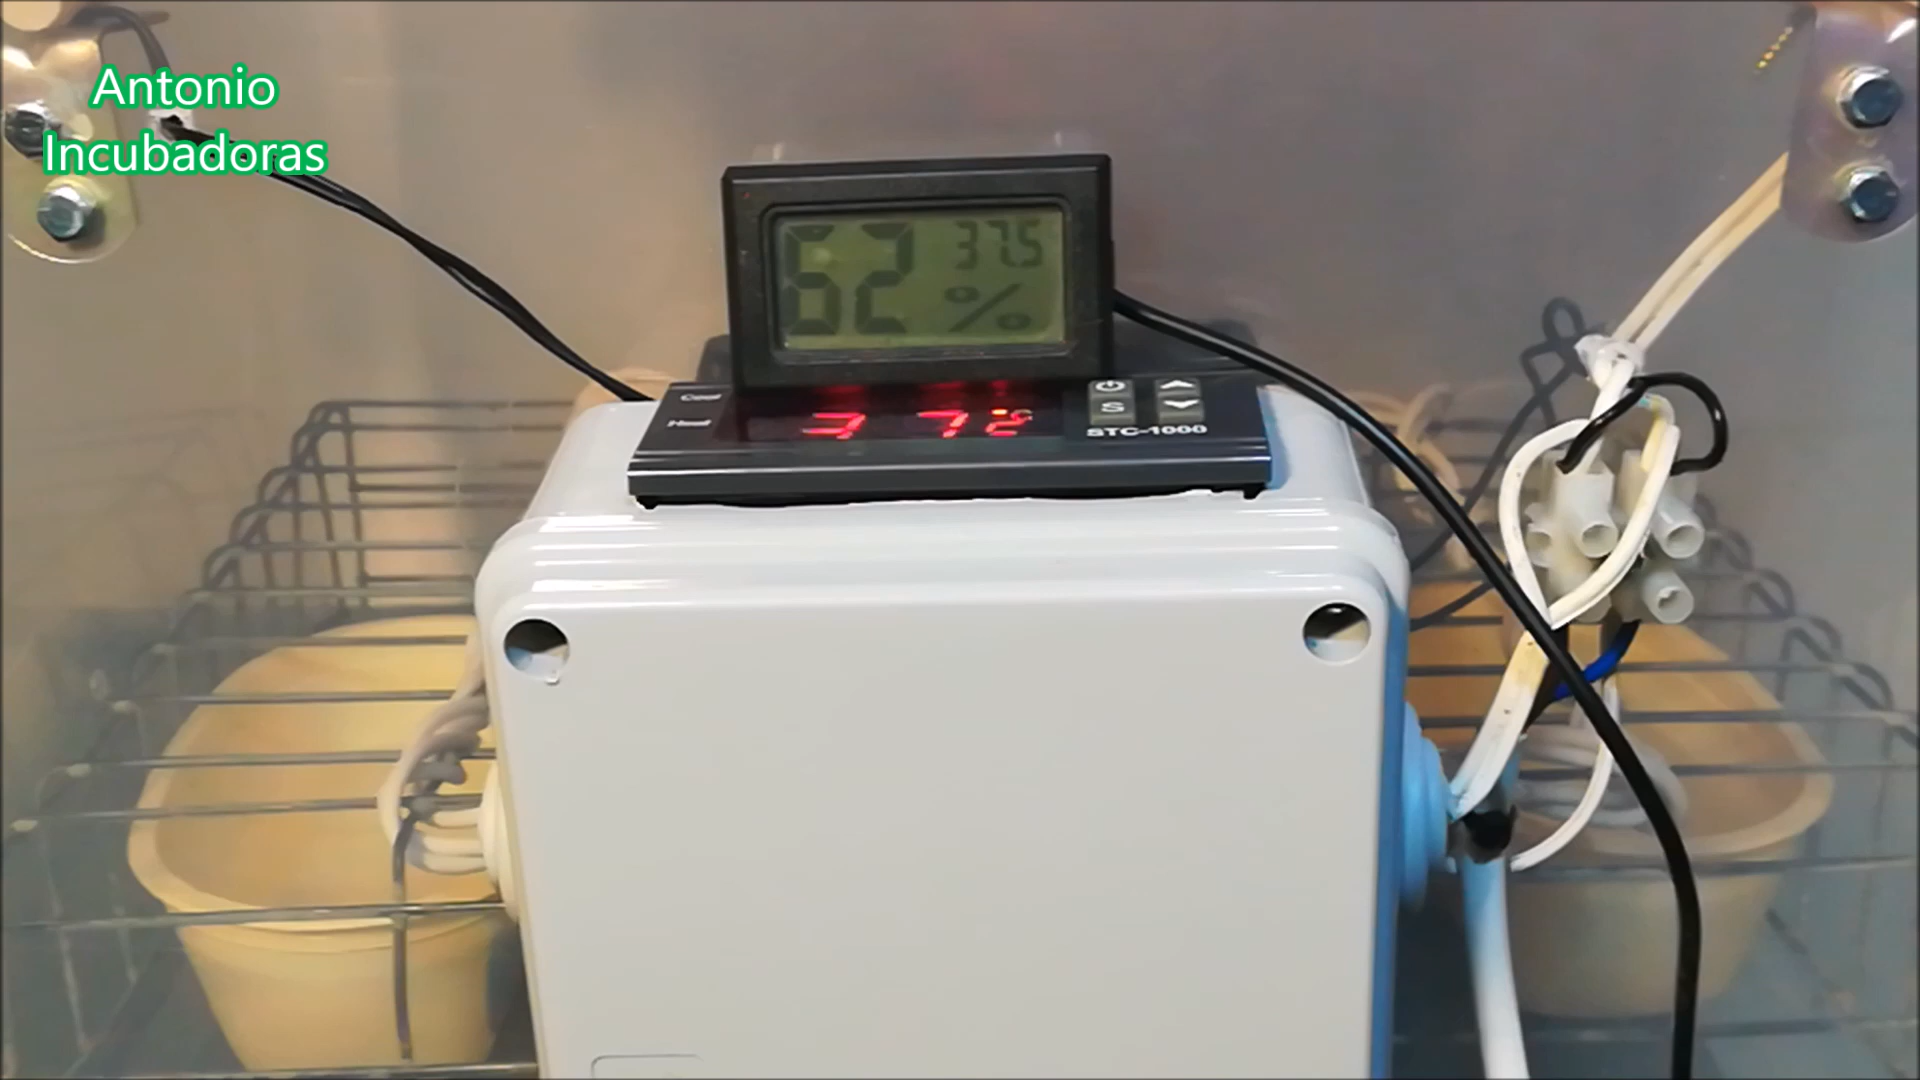 Antonio
Incubadoras
62 37.5
%
Cool
Heat
37.2 °C
S
STC-1000